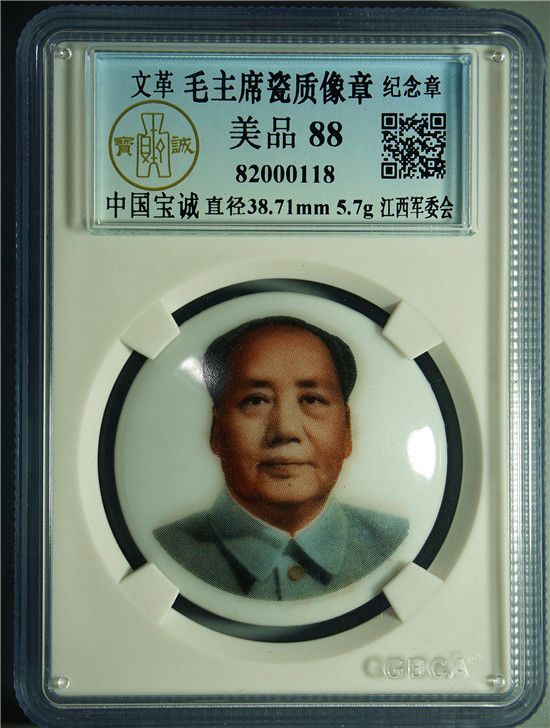 文革 毛主席瓷质像章 纪念章
寶 誠 美品 88
82000118
中国宝诚 直径38.71mm 5.7g 江西军委会
CGBCA